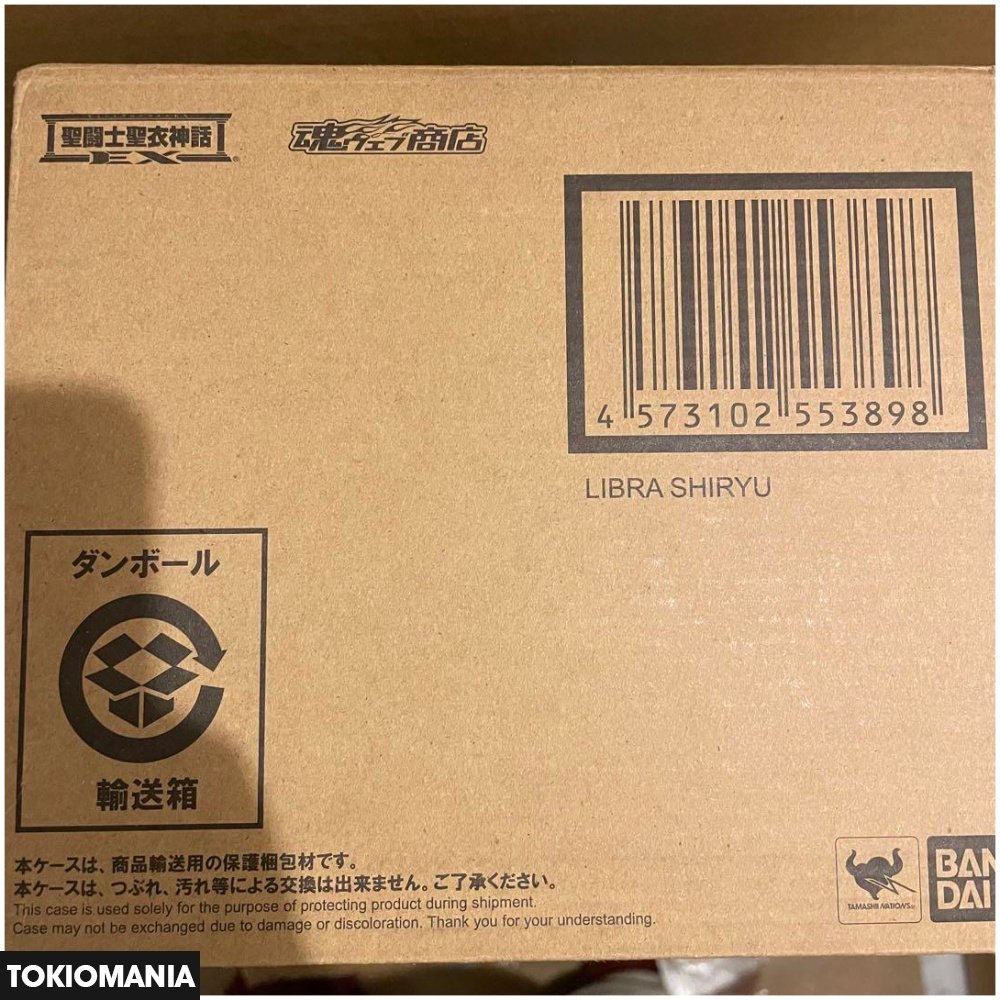 聖闘士聖衣神話
EX
魂ウェブ商店
4 573102 553898
LIBRA SHIRYU
ダンボール
輸送箱
本ケースは、商品輸送用の保護梱包材です。
本ケースは、つぶれ、汚れ等による交換は出来ません。ご了承ください。
This case is used solely for the purpose of protecting product during shipment.
Case may not be exchanged due to damage or discoloration. Thank you for your understanding.
TAMASHII NATIONS
BAN
DAI
TOKIOMANIA